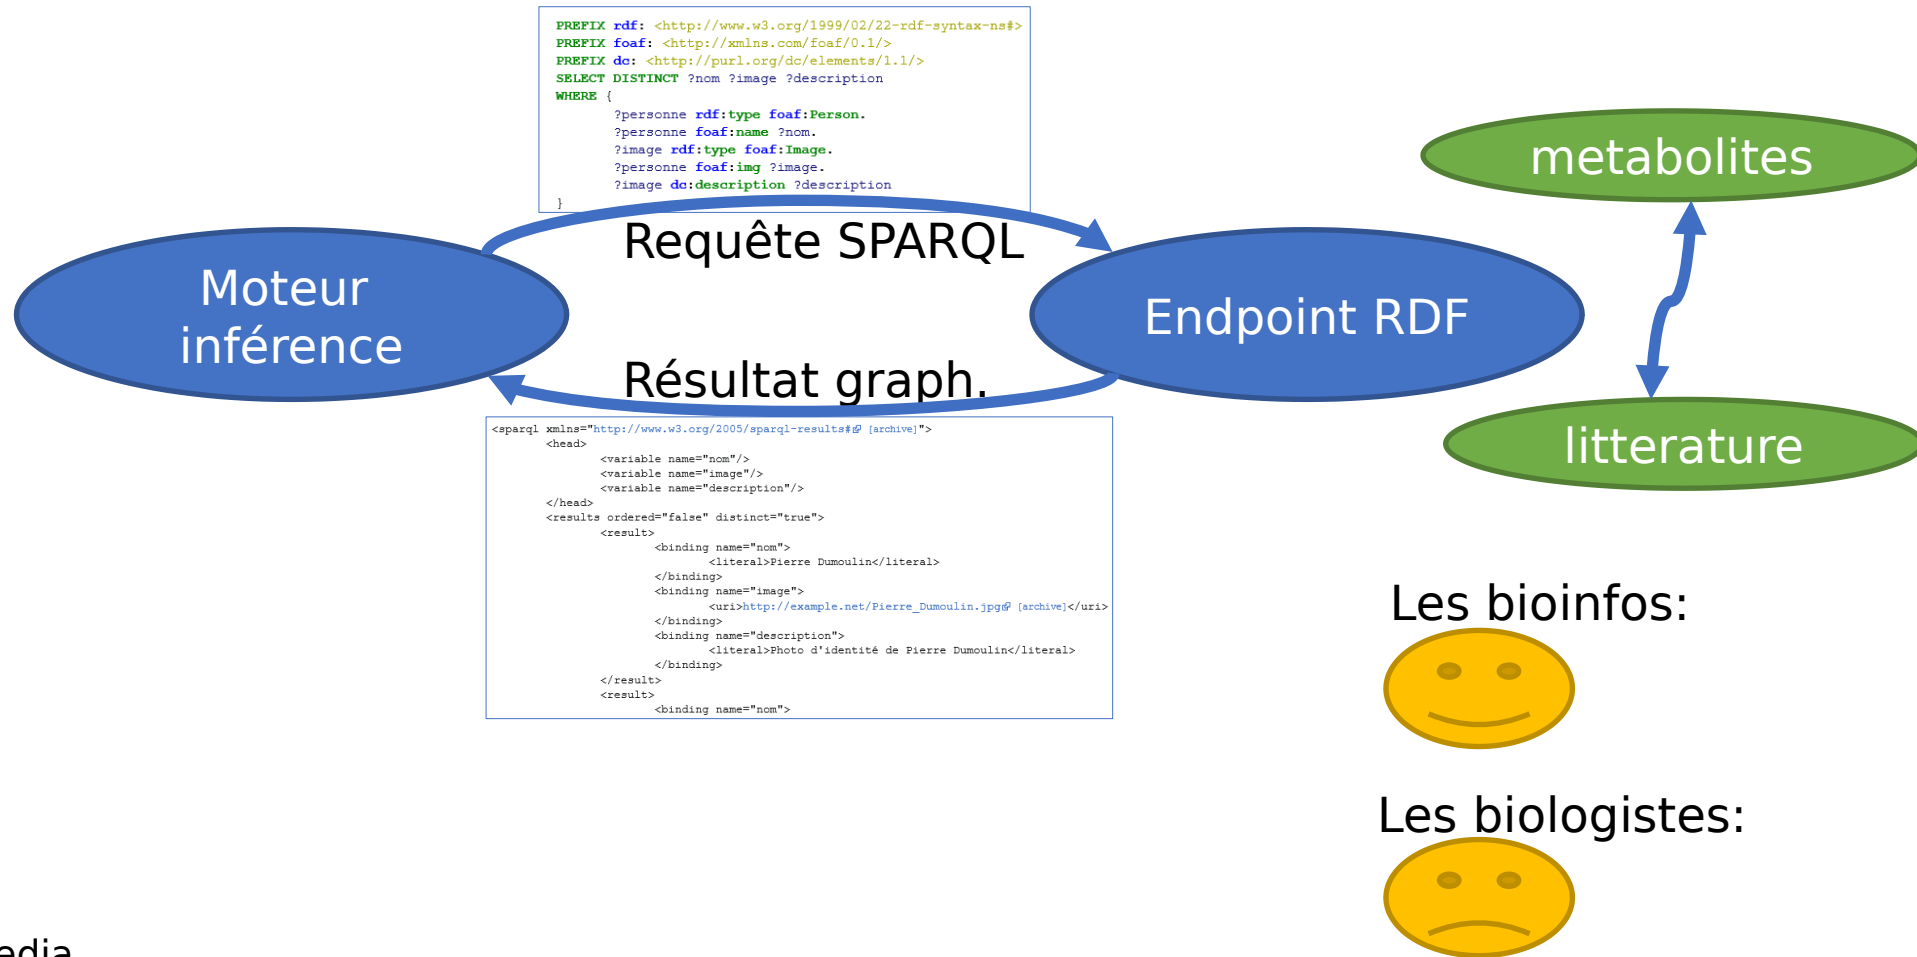 PREFIX rdf: <http://www.w3.org/1999/02/22-rdf-syntax-ns#>
PREFIX foaf: <http://xmlns.com/foaf/0.1/>
PREFIX dc: <http://purl.org/dc/elements/1.1/>
SELECT DISTINCT ?nom ?image ?description
WHERE {
?personne rdf:type foaf:Person.
?personne foaf:name ?nom.
?image rdf:type foaf:Image.
?personne foaf:img ?image.
?image dc:description ?description
}
Requête SPARQL
Moteur
inférence
Endpoint RDF
metabolites
litterature
Résultat graph.
<sparql xmlns="http://www.w3.org/2005/sparql-results# [archive]">
<head>
<variable name="nom"/>
<variable name="image"/>
<variable name="description"/>
</head>
<results ordered="false" distinct="true">
<result>
<binding name="nom">
<literal>Pierre Dumoulin</literal>
</binding>
<binding name="image">
<uri>http://example.net/Pierre_Dumoulin.jpg [archive]</uri>
</binding>
<binding name="description">
<literal>Photo d'identité de Pierre Dumoulin</literal>
</binding>
</result>
<result>
<binding name="nom">
Les bioinfos:
Les biologistes: